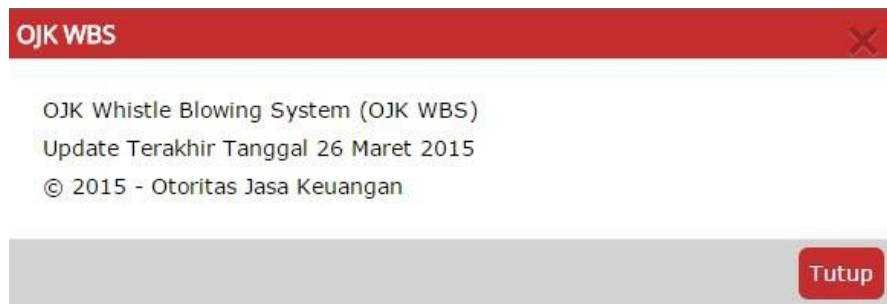 OJK WBS
OJK Whistle Blowing System (OJK WBS)
Update Terakhir Tanggal 26 Maret 2015
© 2015 - Otoritas Jasa Keuangan
Tutup